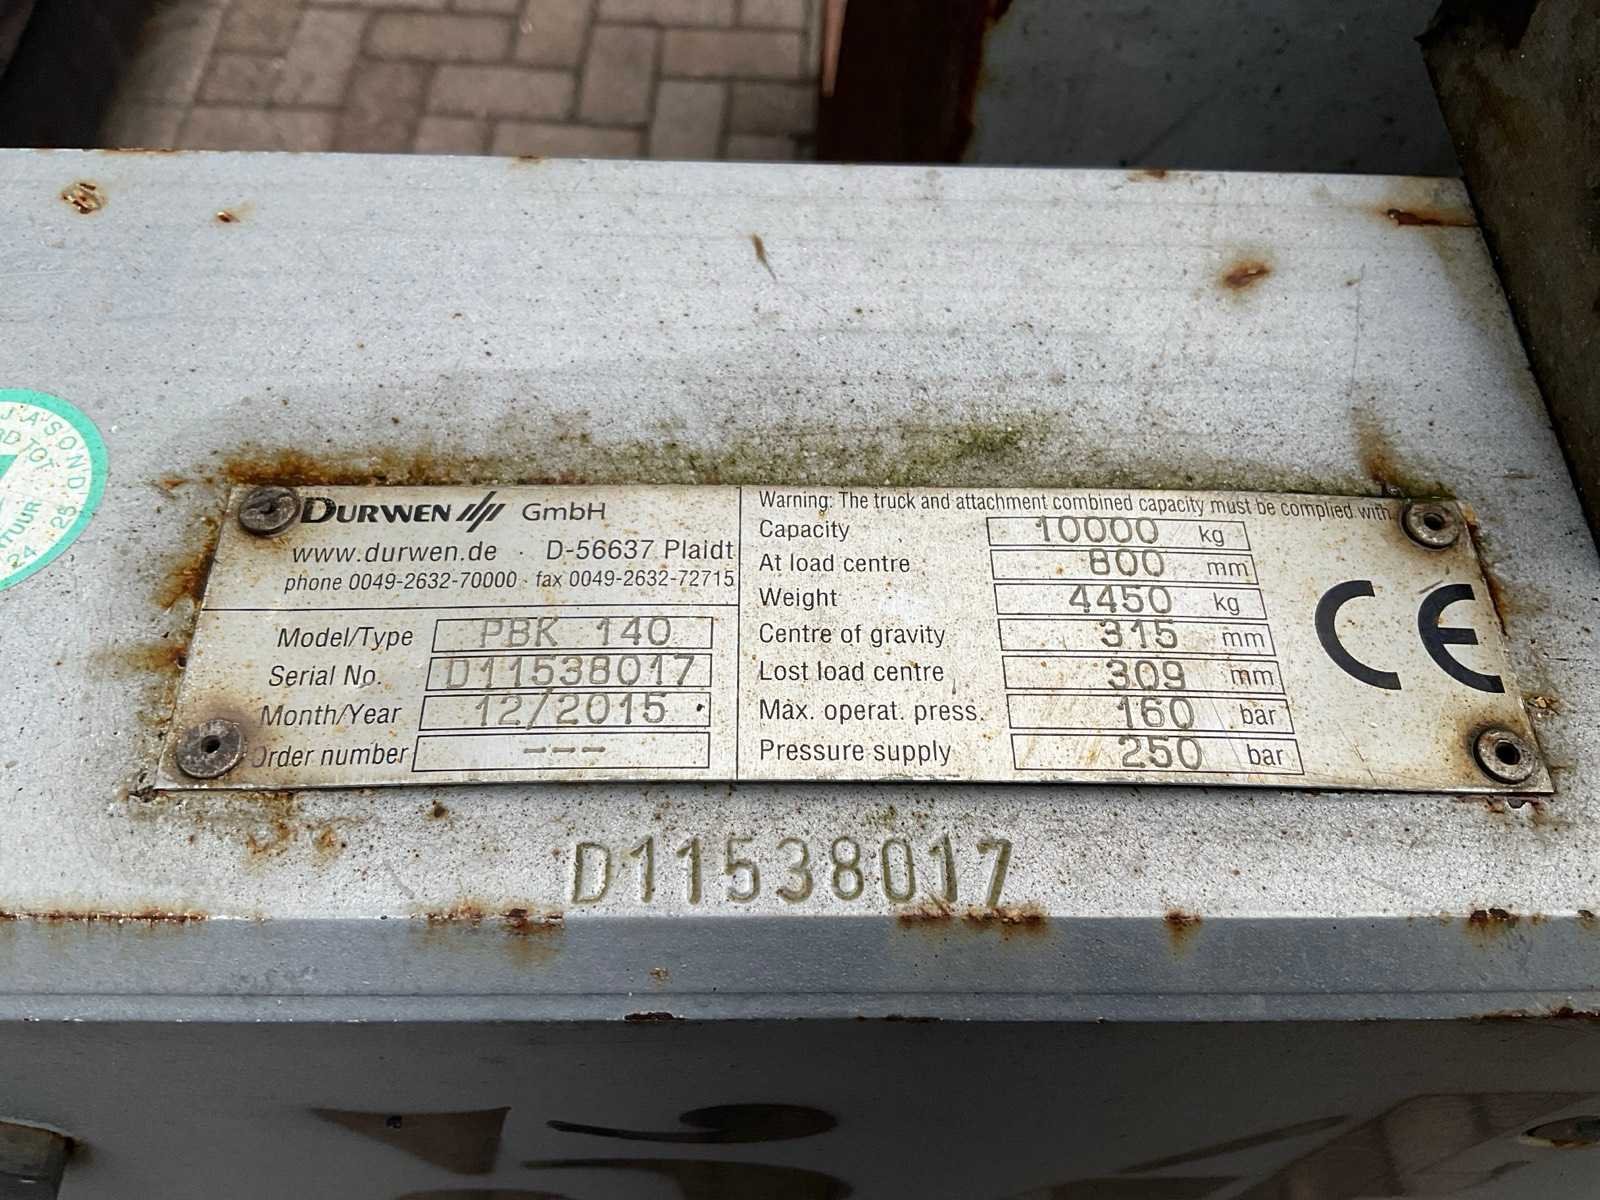 DURWEN GmbH
www.durwen.de · D-56637 Plaidt
phone 0049-2632-70000 · fax 0049-2632-72715
Model/Type PBK 140
Serial No. D11538017
Month/Year 12/2015
Order number ---
Warning: The truck and attachment combined capacity must be complied with
Capacity 10000 kg
At load centre 800 mm
Weight 4450 kg
Centre of gravity 315 mm
Lost load centre 309 mm
Max. operat. press. 160 bar
Pressure supply 250 bar
CE
D11538017
J·A·S·O·N·D
TOT
24 · 25